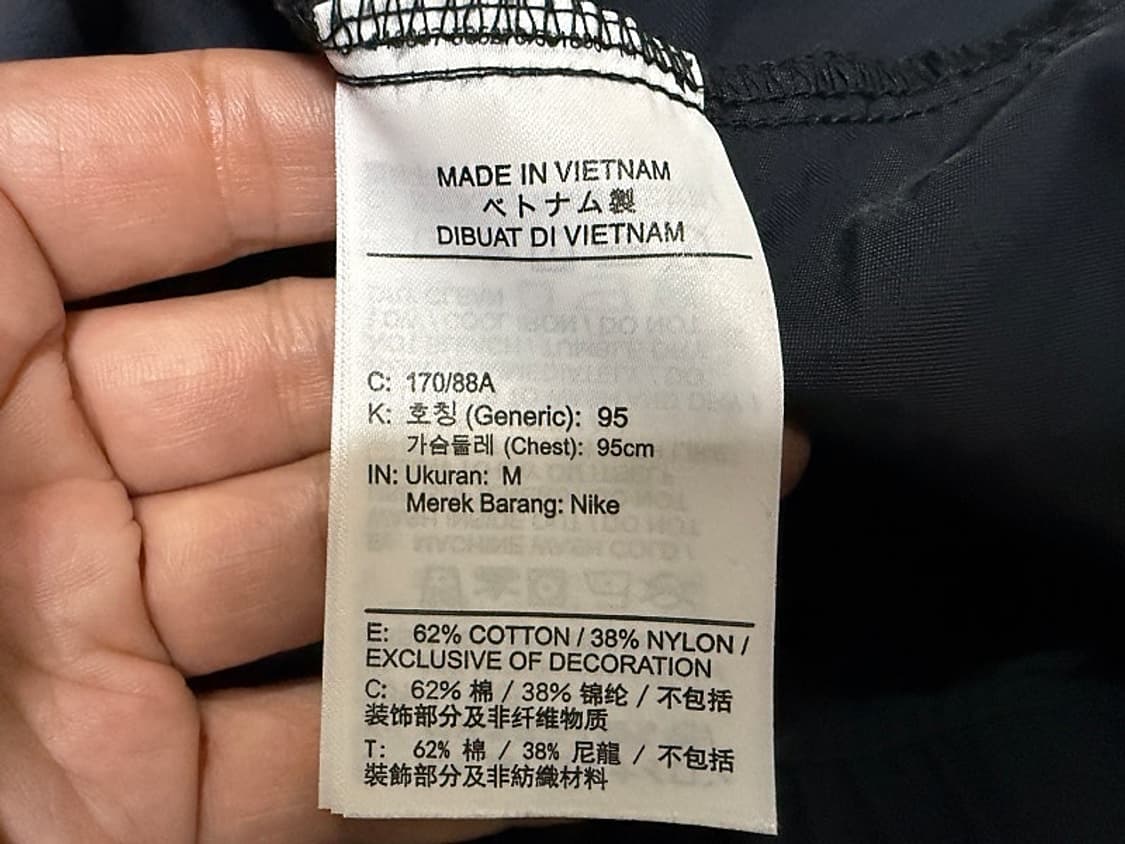 MADE IN VIETNAM
ベトナム製
DIBUAT DI VIETNAM
C: 170/88A
K: 호칭 (Generic): 95
가슴둘레 (Chest): 95cm
IN: Ukuran: M
Merek Barang: Nike
E: 62% COTTON / 38% NYLON /
EXCLUSIVE OF DECORATION
C: 62% 棉 / 38% 锦纶 / 不包括
装饰部分及非纤维物质
T: 62% 棉 / 38% 尼龍 / 不包括
裝飾部分及非紡織材料